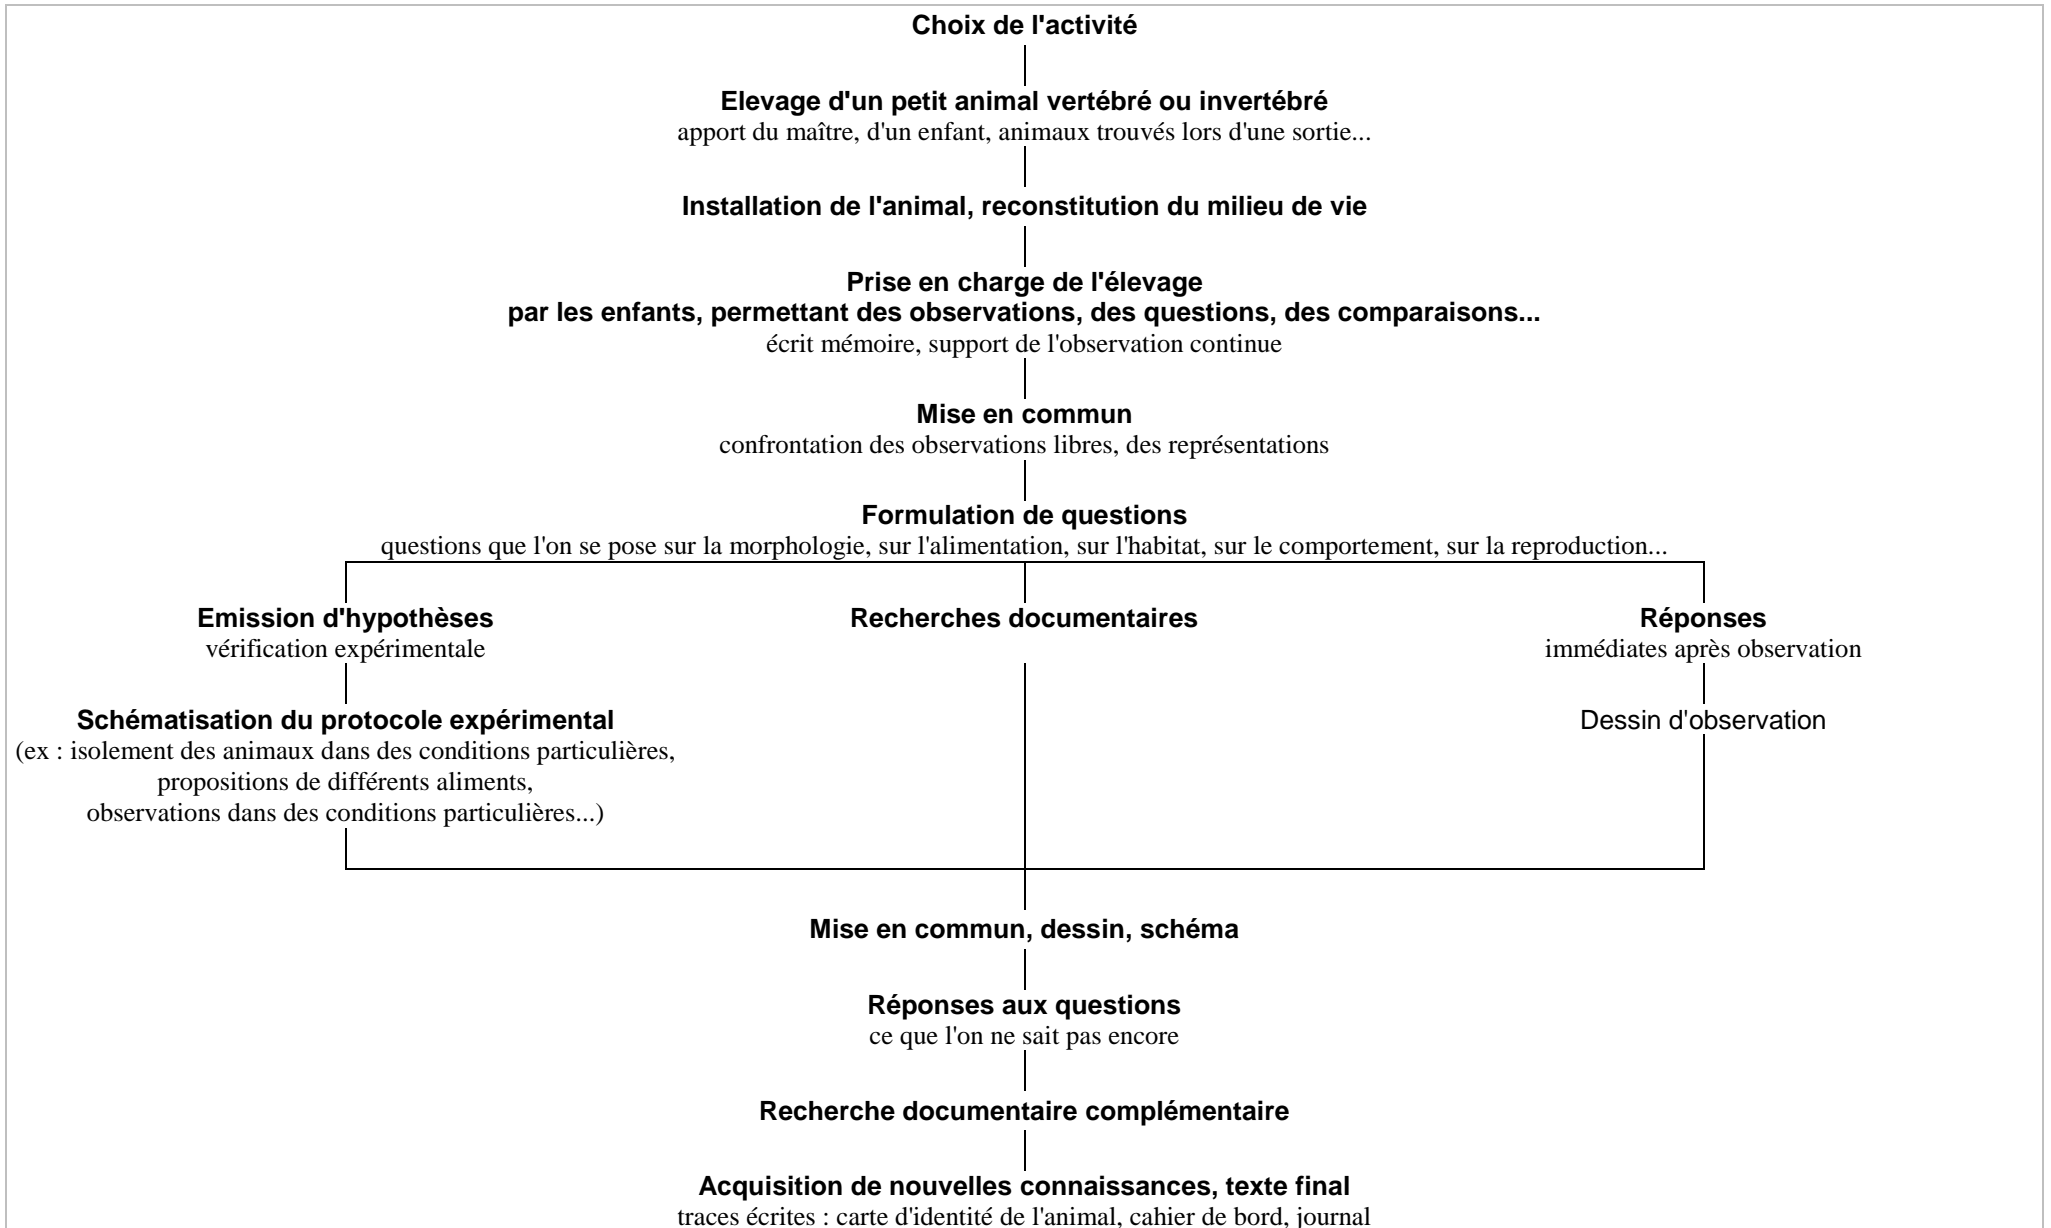 Choix de l'activité
Elevage d'un petit animal vertébré ou invertébré
apport du maître, d'un enfant, animaux trouvés lors d'une sortie...
Installation de l'animal, reconstitution du milieu de vie
Prise en charge de l'élevage
par les enfants, permettant des observations, des questions, des comparaisons...
écrit mémoire, support de l'observation continue
Mise en commun
confrontation des observations libres, des représentations
Formulation de questions
questions que l'on se pose sur la morphologie, sur l'alimentation, sur l'habitat, sur le comportement, sur la reproduction...
Emission d'hypothèses
vérification expérimentale
Schématisation du protocole expérimental
(ex : isolement des animaux dans des conditions particulières,
propositions de différents aliments,
observations dans des conditions particulières...)
Recherches documentaires
Réponses
immédiates après observation
Dessin d'observation
Mise en commun, dessin, schéma
Réponses aux questions
ce que l'on ne sait pas encore
Recherche documentaire complémentaire
Acquisition de nouvelles connaissances, texte final
traces écrites : carte d'identité de l'animal, cahier de bord, journal